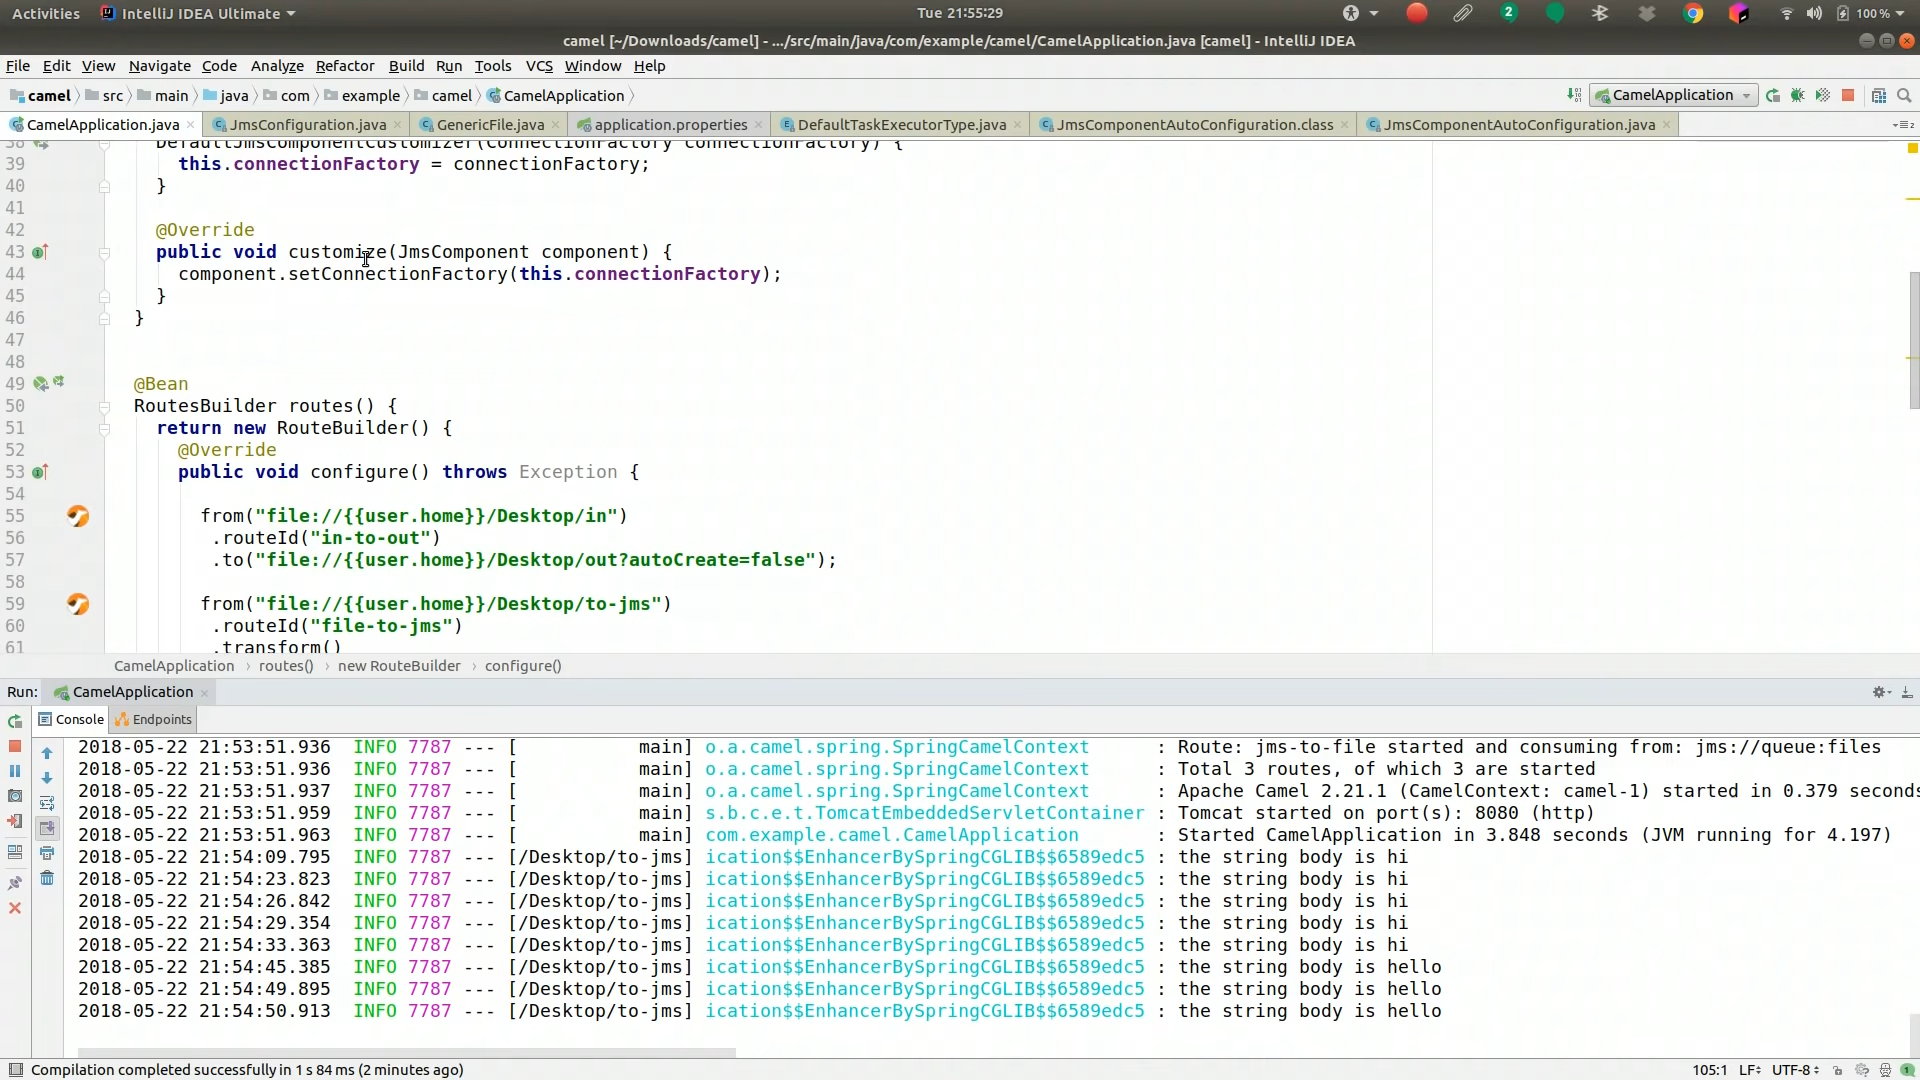 Activities IntelliJ IDEA Ultimate Tue 21:55:29 2 100 %
camel [~/Downloads/camel] - .../src/main/java/com/example/camel/CamelApplication.java [camel] - IntelliJ IDEA
File Edit View Navigate Code Analyze Refactor Build Run Tools VCS Window Help
camel src main java com example camel CamelApplication CamelApplication
CamelApplication.java JmsConfiguration.java GenericFile.java application.properties DefaultTaskExecutorType.java JmsComponentAutoConfiguration.class JmsComponentAutoConfiguration.java
38 DefaultJmsComponentCustomizer(ConnectionFactory connectionFactory) {
39 this.connectionFactory = connectionFactory;
40 }
41
42 @Override
43 public void customize(JmsComponent component) {
44 component.setConnectionFactory(this.connectionFactory);
45 }
46 }
47
48
49 @Bean
50 RoutesBuilder routes() {
51 return new RouteBuilder() {
52 @Override
53 public void configure() throws Exception {
54
55 from("file://{{user.home}}/Desktop/in")
56 .routeId("in-to-out")
57 .to("file://{{user.home}}/Desktop/out?autoCreate=false");
58
59 from("file://{{user.home}}/Desktop/to-jms")
60 .routeId("file-to-jms")
61 .transform()
CamelApplication › routes() › new RouteBuilder › configure()
Run: CamelApplication
Console Endpoints
2018-05-22 21:53:51.936 INFO 7787 --- [ main] o.a.camel.spring.SpringCamelContext : Route: jms-to-file started and consuming from: jms://queue:files
2018-05-22 21:53:51.936 INFO 7787 --- [ main] o.a.camel.spring.SpringCamelContext : Total 3 routes, of which 3 are started
2018-05-22 21:53:51.937 INFO 7787 --- [ main] o.a.camel.spring.SpringCamelContext : Apache Camel 2.21.1 (CamelContext: camel-1) started in 0.379 seconds
2018-05-22 21:53:51.959 INFO 7787 --- [ main] s.b.c.e.t.TomcatEmbeddedServletContainer : Tomcat started on port(s): 8080 (http)
2018-05-22 21:53:51.963 INFO 7787 --- [ main] com.example.camel.CamelApplication : Started CamelApplication in 3.848 seconds (JVM running for 4.197)
2018-05-22 21:54:09.795 INFO 7787 --- [/Desktop/to-jms] ication$$EnhancerBySpringCGLIB$$6589edc5 : the string body is hi
2018-05-22 21:54:23.823 INFO 7787 --- [/Desktop/to-jms] ication$$EnhancerBySpringCGLIB$$6589edc5 : the string body is hi
2018-05-22 21:54:26.842 INFO 7787 --- [/Desktop/to-jms] ication$$EnhancerBySpringCGLIB$$6589edc5 : the string body is hi
2018-05-22 21:54:29.354 INFO 7787 --- [/Desktop/to-jms] ication$$EnhancerBySpringCGLIB$$6589edc5 : the string body is hi
2018-05-22 21:54:33.363 INFO 7787 --- [/Desktop/to-jms] ication$$EnhancerBySpringCGLIB$$6589edc5 : the string body is hi
2018-05-22 21:54:45.385 INFO 7787 --- [/Desktop/to-jms] ication$$EnhancerBySpringCGLIB$$6589edc5 : the string body is hello
2018-05-22 21:54:49.895 INFO 7787 --- [/Desktop/to-jms] ication$$EnhancerBySpringCGLIB$$6589edc5 : the string body is hello
2018-05-22 21:54:50.913 INFO 7787 --- [/Desktop/to-jms] ication$$EnhancerBySpringCGLIB$$6589edc5 : the string body is hello
Compilation completed successfully in 1 s 84 ms (2 minutes ago) 105:1 LF UTF-8 1